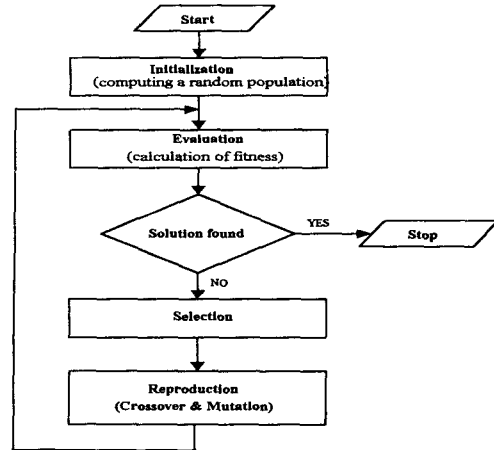 Start
Initialization
(computing a random population)
Evaluation
(calculation of fitness)
Solution found
YES
Stop
NO
Selection
Reproduction
(Crossover & Mutation)